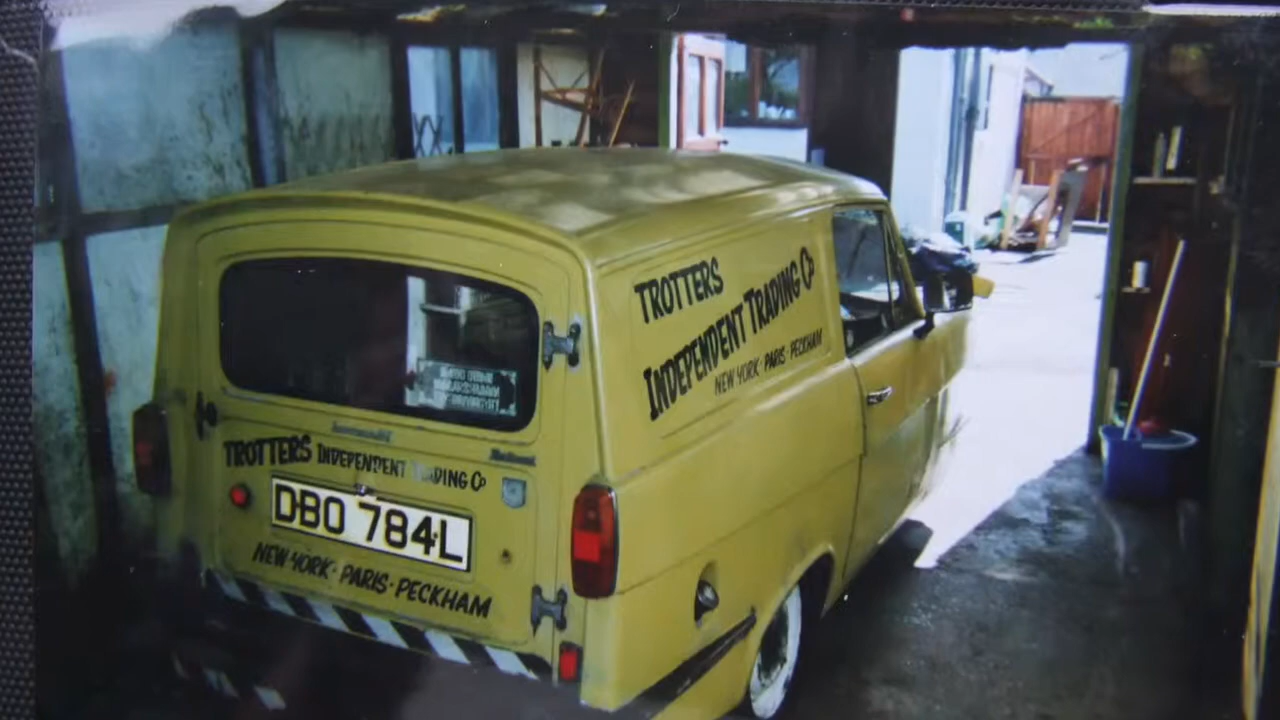 TROTTERS
INDEPENDENT TRADING Co
NEW YORK · PARIS · PECKHAM
TROTTERS INDEPENDENT TRADING Co
DBO 784L
NEW YORK · PARIS · PECKHAM